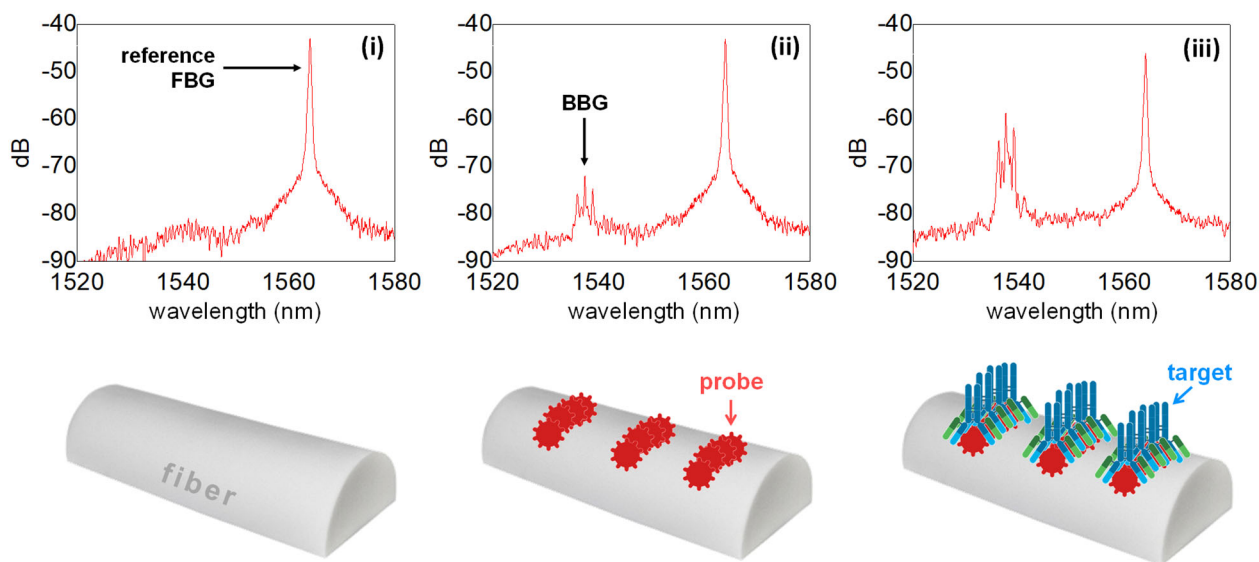 -40
-50
-60
-70
-80
-90
dB
1520 1540 1560 1580
wavelength (nm)
reference
FBG
(i)
-40
-50
-60
-70
-80
-90
dB
1520 1540 1560 1580
wavelength (nm)
BBG
(ii)
-40
-50
-60
-70
-80
-90
dB
1520 1540 1560 1580
wavelength (nm)
(iii)
fiber
probe
target